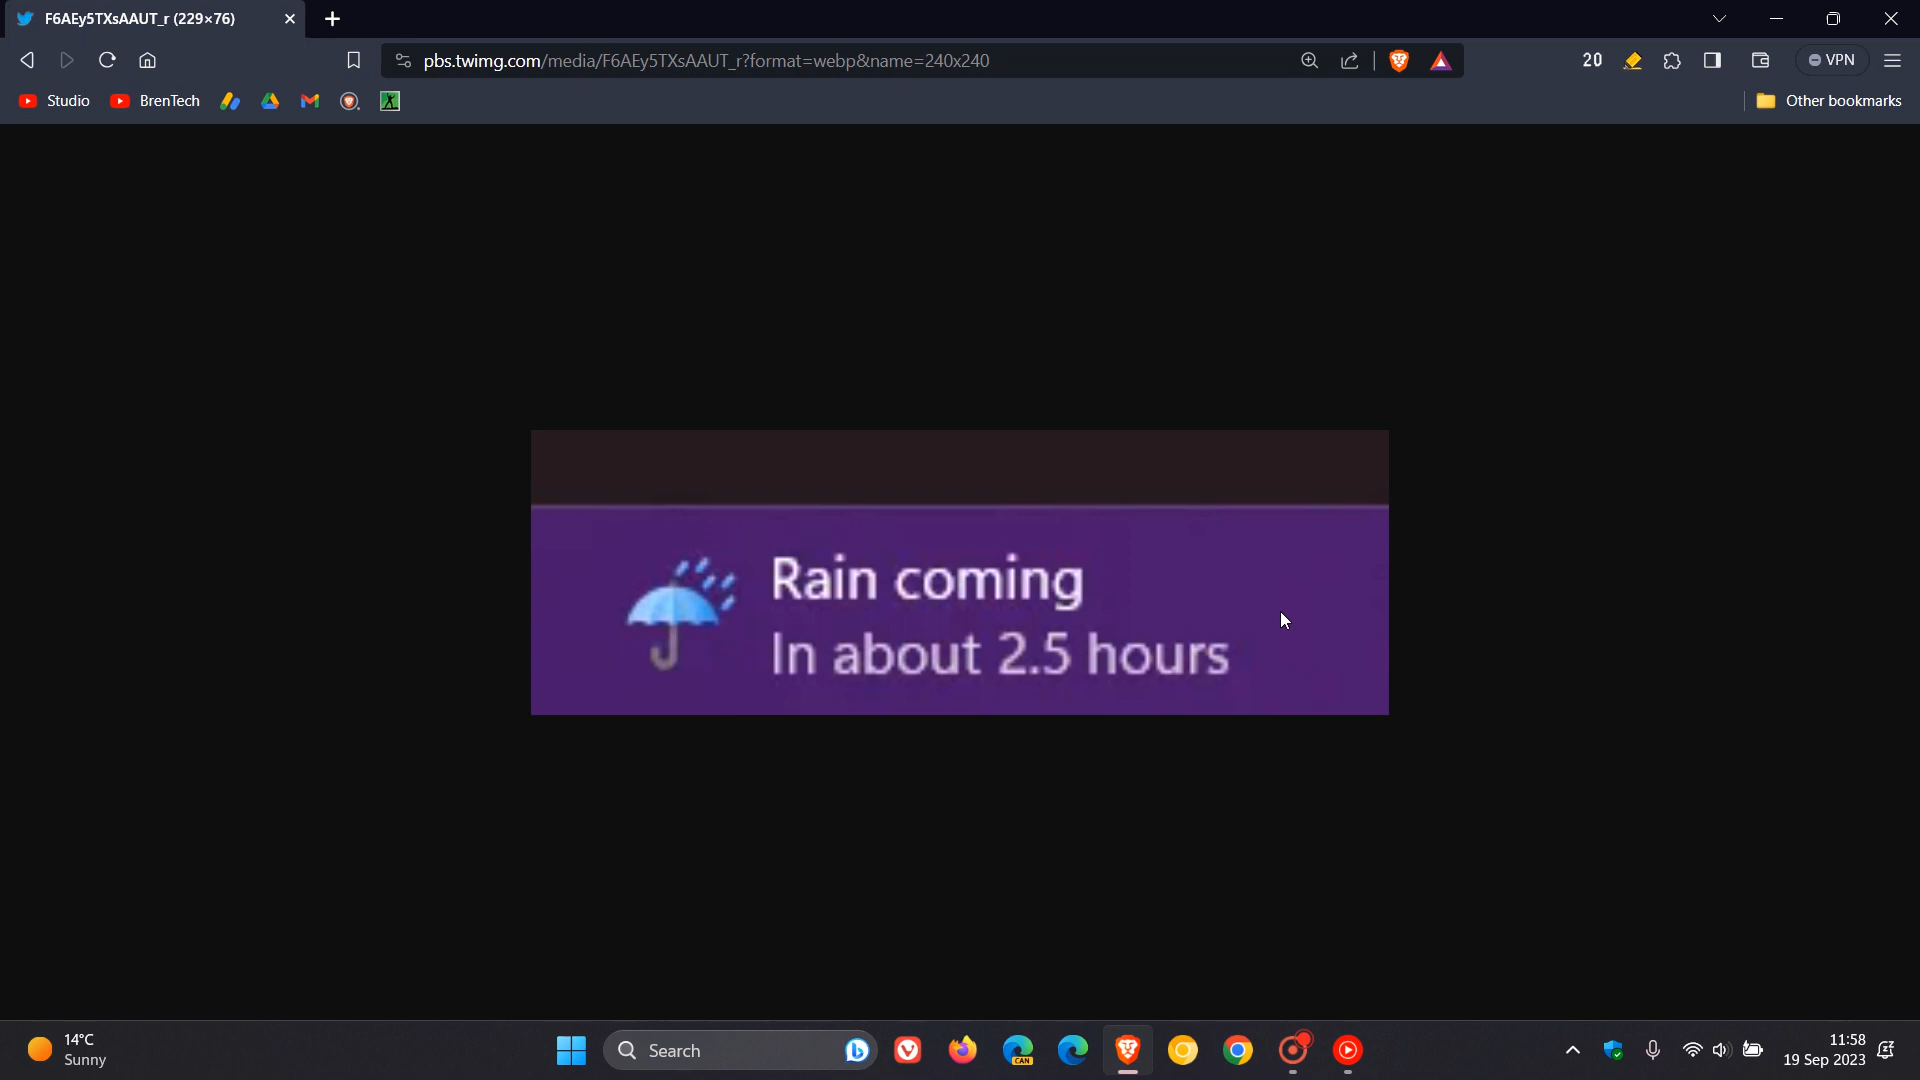 F6AEy5TXsAAUT_r (229×76)
pbs.twimg.com/media/F6AEy5TXsAAUT_r?format=webp&name=240x240
20
VPN
Studio
BrenTech
Other bookmarks
Rain coming
In about 2.5 hours
14°C
Sunny
Search
CAN
11:58
19 Sep 2023